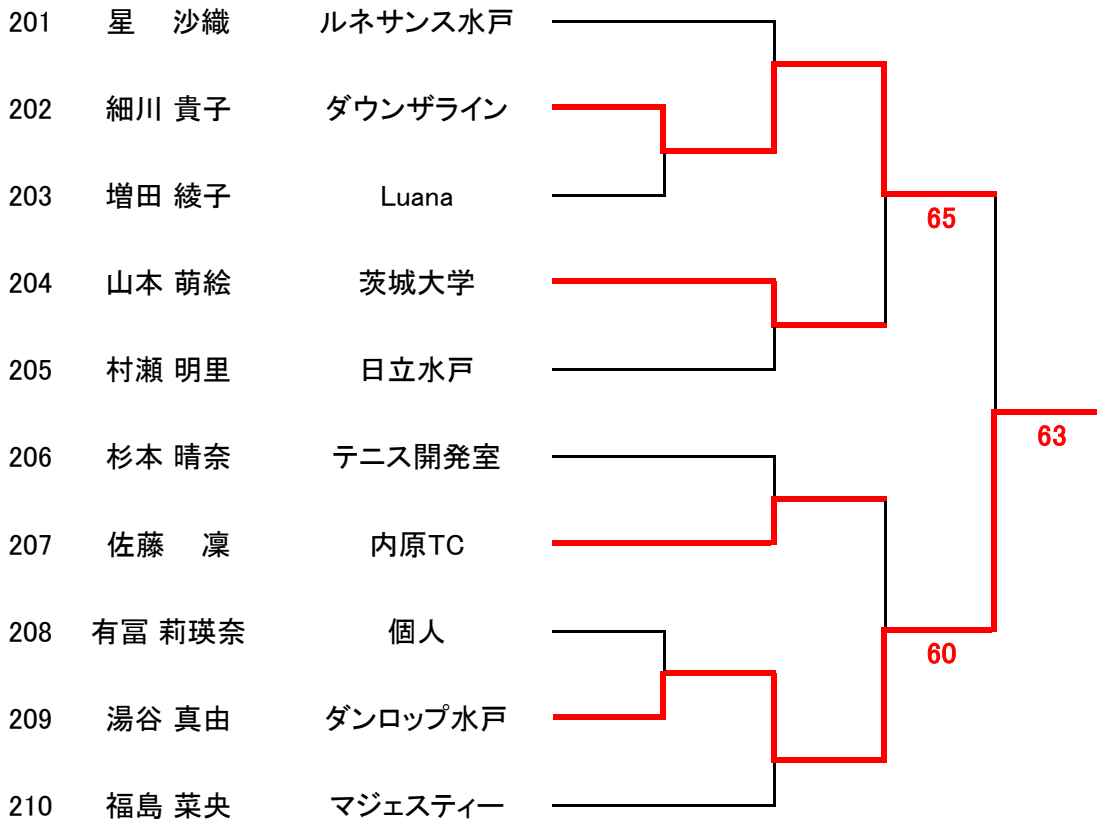 201 星 沙織 ルネサンス水戸
202 細川 貴子 ダウンザライン
203 増田 綾子 Luana
65
204 山本 萌絵 茨城大学
205 村瀬 明里 日立水戸
63
206 杉本 晴奈 テニス開発室
207 佐藤 凜 内原TC
208 有冨 莉瑛奈 個人
60
209 湯谷 真由 ダンロップ水戸
210 福島 菜央 マジェスティー